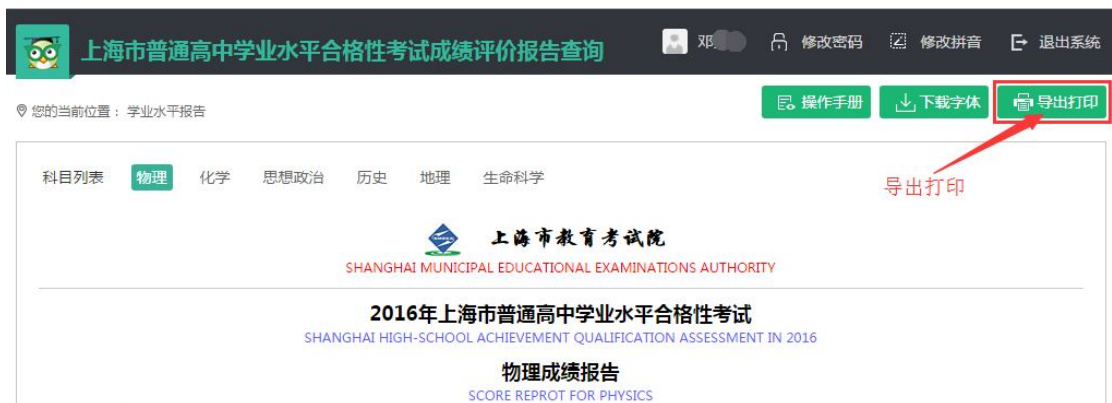 上海市普通高中学业水平合格性考试成绩评价报告查询 邓 修改密码 修改拼音 退出系统
您的当前位置： 学业水平报告 操作手册 下载字体 导出打印
科目列表 物理 化学 思想政治 历史 地理 生命科学
导出打印
上海市教育考试院
SHANGHAI MUNICIPAL EDUCATIONAL EXAMINATIONS AUTHORITY
2016年上海市普通高中学业水平合格性考试
SHANGHAI HIGH-SCHOOL ACHIEVEMENT QUALIFICATION ASSESSMENT IN 2016
物理成绩报告
SCORE REPROT FOR PHYSICS